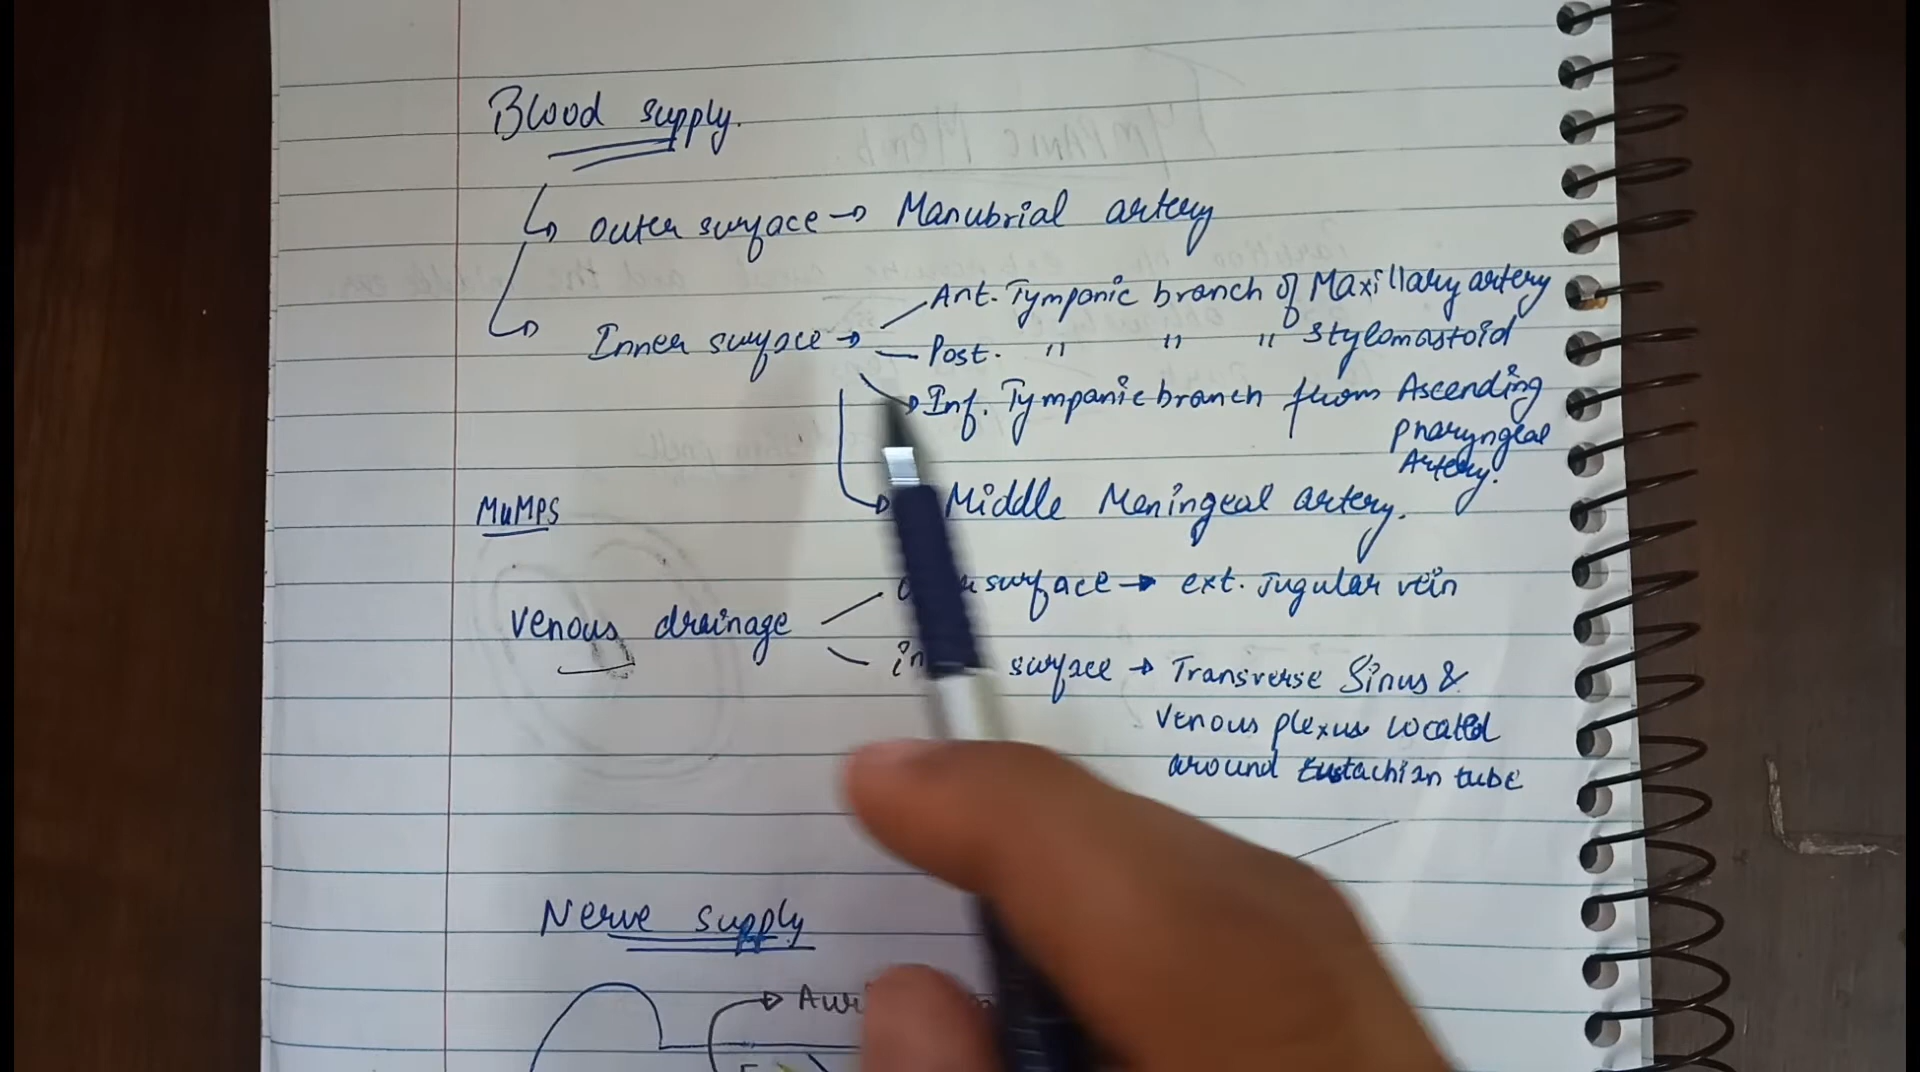 Blood supply.
outer surface → Manubrial artery
Inner surface → Ant. Tympanic branch of Maxillary artery
Post. " " " stylomastoid
Inf. Tympanic branch from Ascending
pharyngeal
Artery.
Middle Meningeal artery.
MuMPS
surface → ext. jugular vein
Venous drainage
surface → Transverse Sinus &
Venous plexus located
around Eustachian tube
Nerve supply